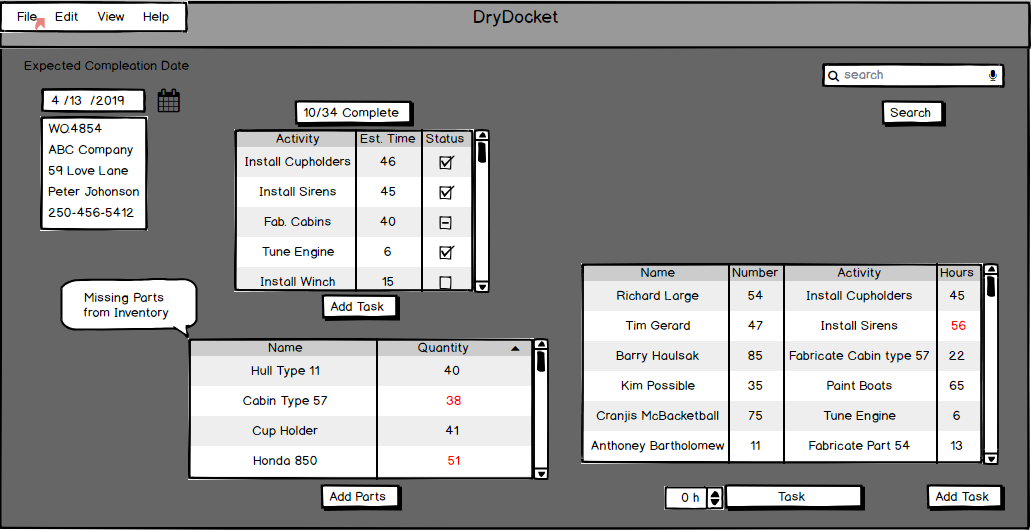 File Edit View Help
DryDocket
Expected Compleation Date
search
4 /13 /2019
Search
10/34 Complete
WO.4854
ABC Company
59 Love Lane
Peter Johonson
250-456-5412
Activity Est. Time Status
Install Cupholders 46
Install Sirens 45
Fab. Cabins 40
Tune Engine 6
Install Winch 15
Add Task
Missing Parts
from Inventory
Name Quantity
Hull Type 11 40
Cabin Type 57 38
Cup Holder 41
Honda 850 51
Add Parts
Name Number Activity Hours
Richard Large 54 Install Cupholders 45
Tim Gerard 47 Install Sirens 56
Barry Haulsak 85 Fabricate Cabin type 57 22
Kim Possible 35 Paint Boats 65
Cranjis McBacketball 75 Tune Engine 6
Anthoney Bartholomew 11 Fabricate Part 54 13
0 h Task Add Task